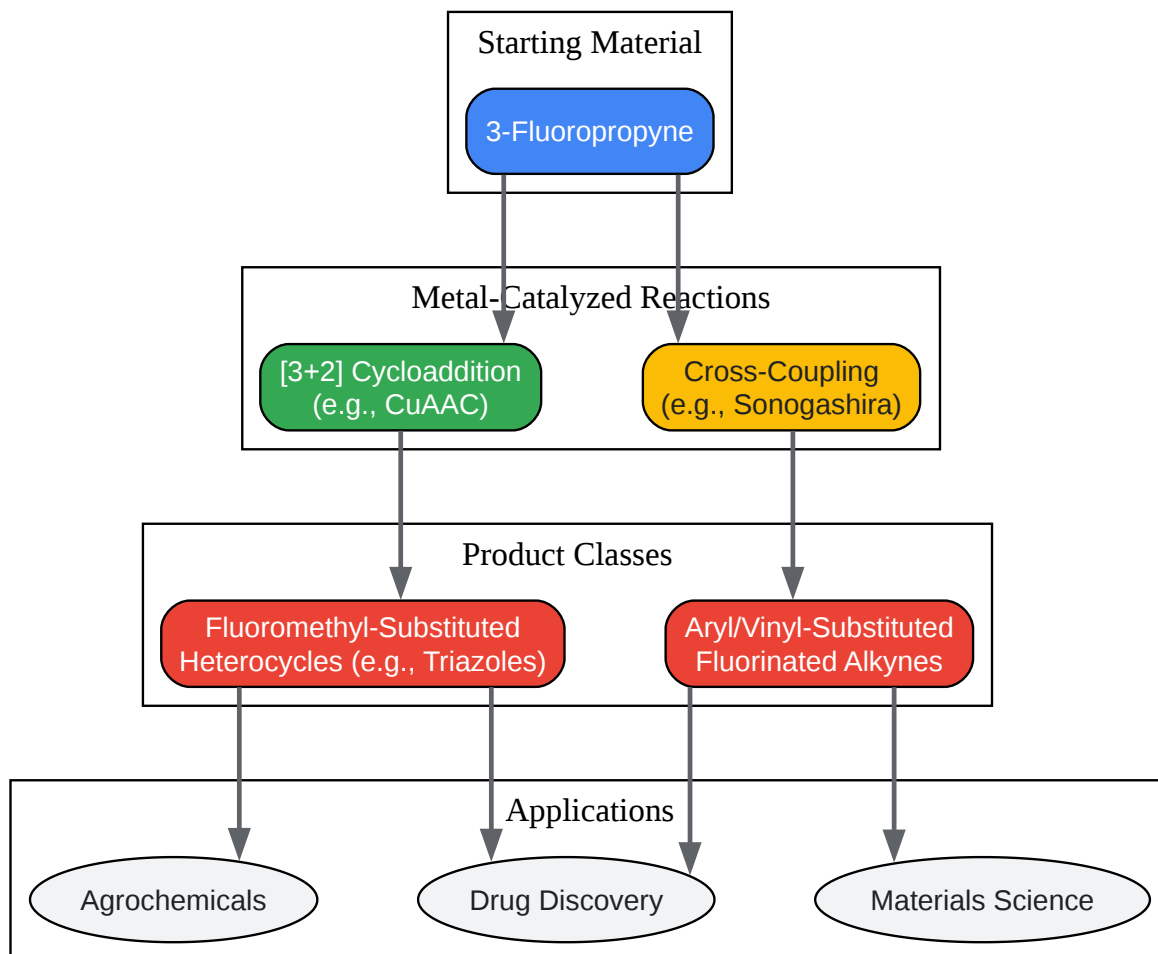 Starting Material
3-Fluoropropyne
Metal-Catalyzed Reactions
[3+2] Cycloaddition
(e.g., CuAAC)
Cross-Coupling
(e.g., Sonogashira)
Product Classes
Fluoromethyl-Substituted
Heterocycles (e.g., Triazoles)
Aryl/Vinyl-Substituted
Fluorinated Alkynes
Applications
Agrochemicals
Drug Discovery
Materials Science